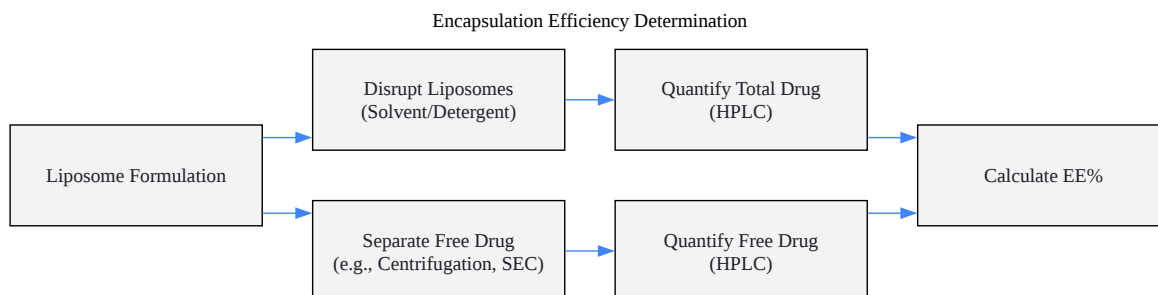 Encapsulation Efficiency Determination
Disrupt Liposomes
(Solvent/Detergent)
Quantify Total Drug
(HPLC)
Liposome Formulation
Calculate EE%
Separate Free Drug
(e.g., Centrifugation, SEC)
Quantify Free Drug
(HPLC)